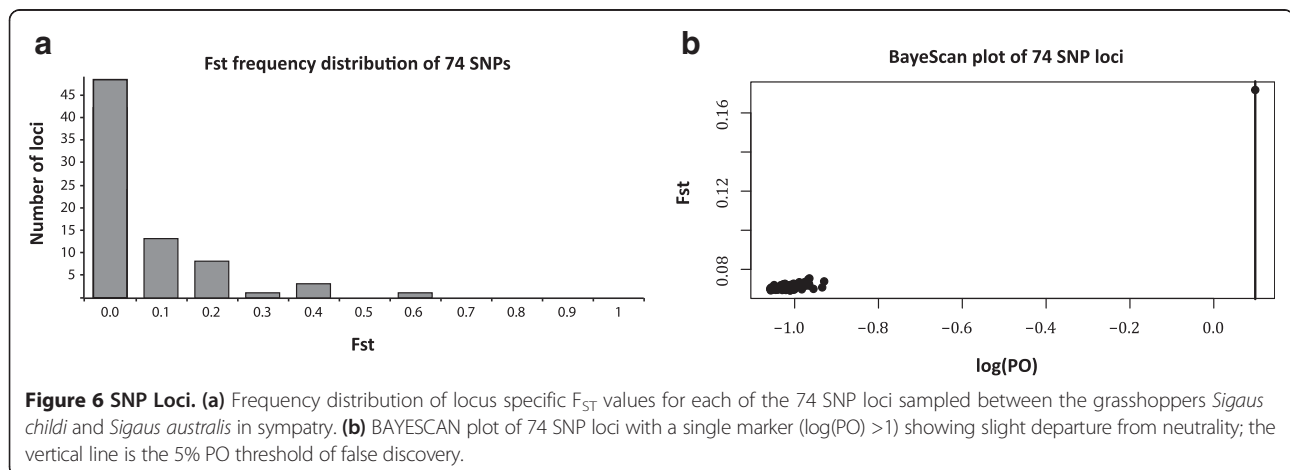 a
Fst frequency distribution of 74 SNPs
Number of loci
45
40
35
30
25
20
15
10
5
0.0 0.1 0.2 0.3 0.4 0.5 0.6 0.7 0.8 0.9 1
Fst
b
BayeScan plot of 74 SNP loci
Fst
0.16
0.12
0.08
−1.0 −0.8 −0.6 −0.4 −0.2 0.0
log(PO)
Figure 6 SNP Loci. (a) Frequency distribution of locus specific FST values for each of the 74 SNP loci sampled between the grasshoppers Sigaus
childi and Sigaus australis in sympatry. (b) BAYESCAN plot of 74 SNP loci with a single marker (log(PO) >1) showing slight departure from neutrality; the
vertical line is the 5% PO threshold of false discovery.